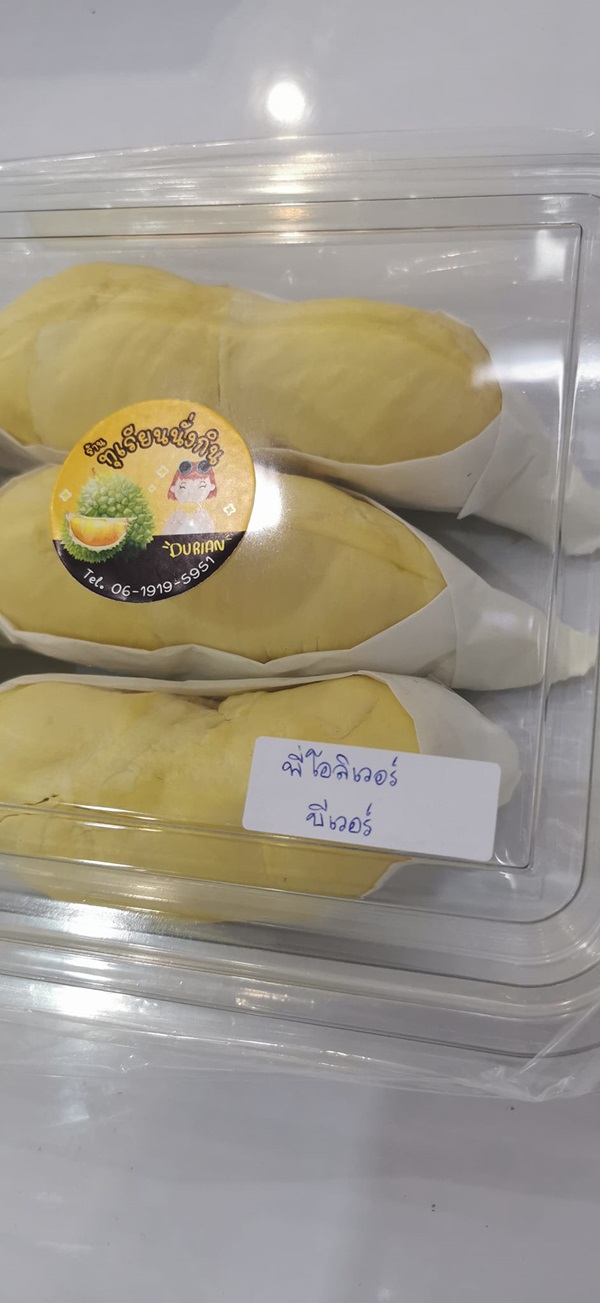 ร้าน
ทุเรียนนั่งกิน
"DURIAN"
Tel. 06-1919-5951
พี่โอลิเวอร์
บีเวอร์